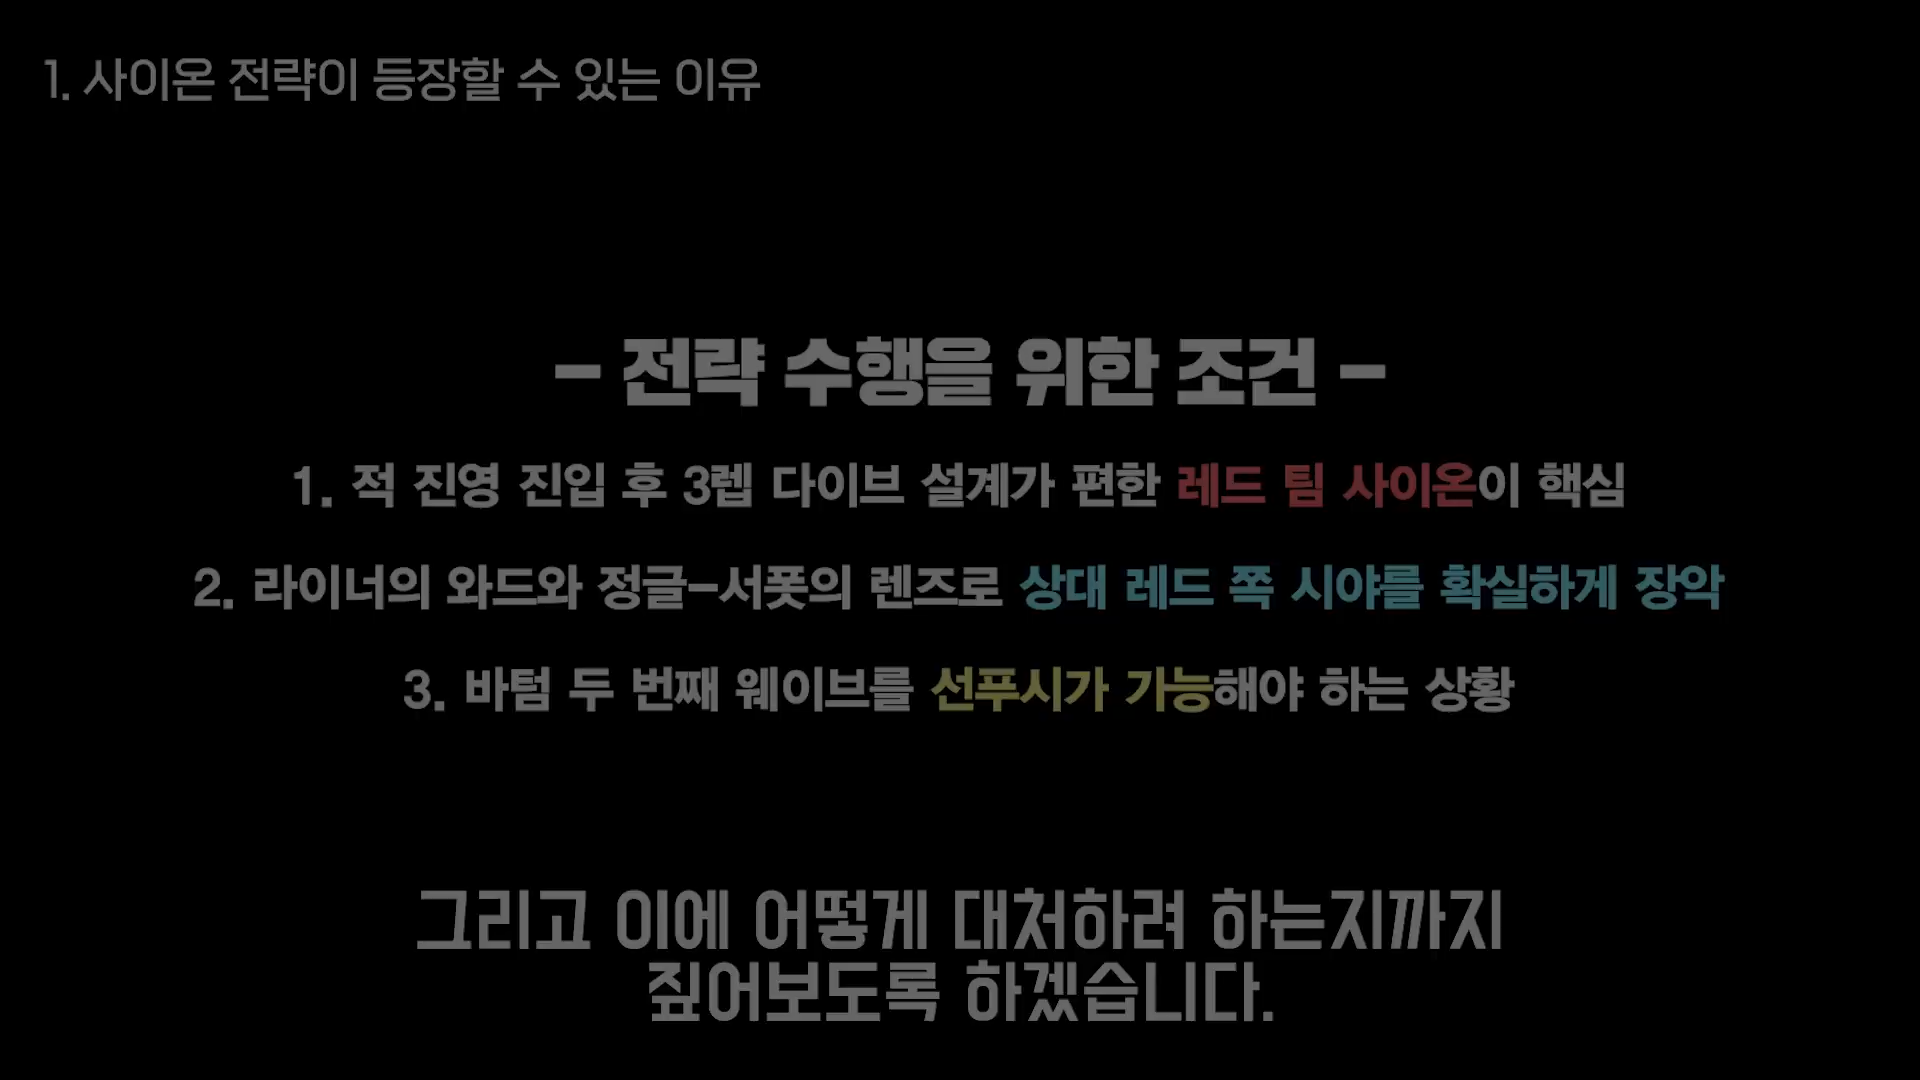 1. 사이온 전략이 등장할 수 있는 이유
- 전략 수행을 위한 조건 -
1. 적 진영 진입 후 3렙 다이브 설계가 편한 레드 팀 사이온이 핵심
2. 라이너의 와드와 정글-서폿의 렌즈로 상대 레드 쪽 시야를 확실하게 장악
3. 바텀 두 번째 웨이브를 선푸시가 가능해야 하는 상황
그리고 이에 어떻게 대처하려 하는지까지
짚어보도록 하겠습니다.